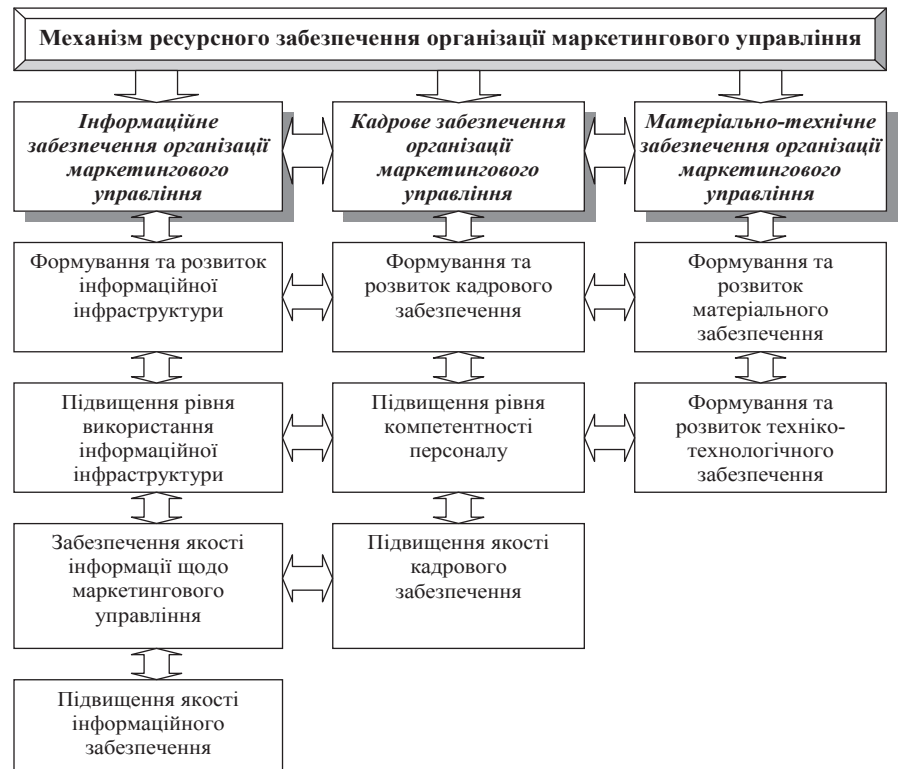 Механізм ресурсного забезпечення організації маркетингового управління
Інформаційне
забезпечення організації
маркетингового
управління
Кадрове забезпечення
організації
маркетингового
управління
Матеріально-технічне
забезпечення організації
маркетингового
управління
Формування та розвиток
інформаційної
інфраструктури
Формування та
розвиток кадрового
забезпечення
Формування та
розвиток
матеріального
забезпечення
Підвищення рівня
використання
інформаційної
інфраструктури
Підвищення рівня
компетентності
персоналу
Формування та
розвиток техніко-
технологічного
забезпечення
Забезпечення якості
інформації щодо
маркетингового
управління
Підвищення якості
кадрового
забезпечення
Підвищення якості
інформаційного
забезпечення